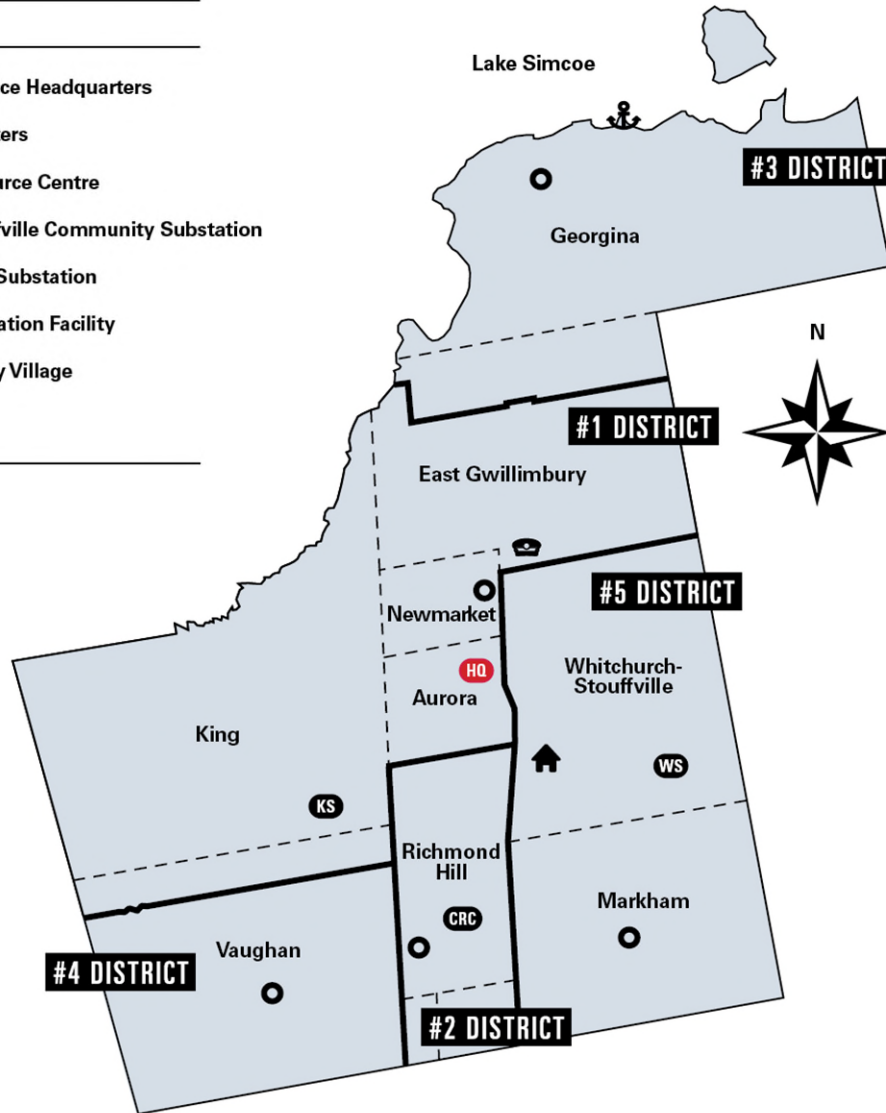 ce Headquarters
ters
urce Centre
fville Community Substation
Substation
ation Facility
y Village
Lake Simcoe
#3 DISTRICT
Georgina
N
#1 DISTRICT
East Gwillimbury
#5 DISTRICT
Newmarket
Whitchurch-
Stouffville
HQ
Aurora
King
WS
KS
Richmond
Hill
Markham
CRC
Vaughan
#4 DISTRICT
#2 DISTRICT